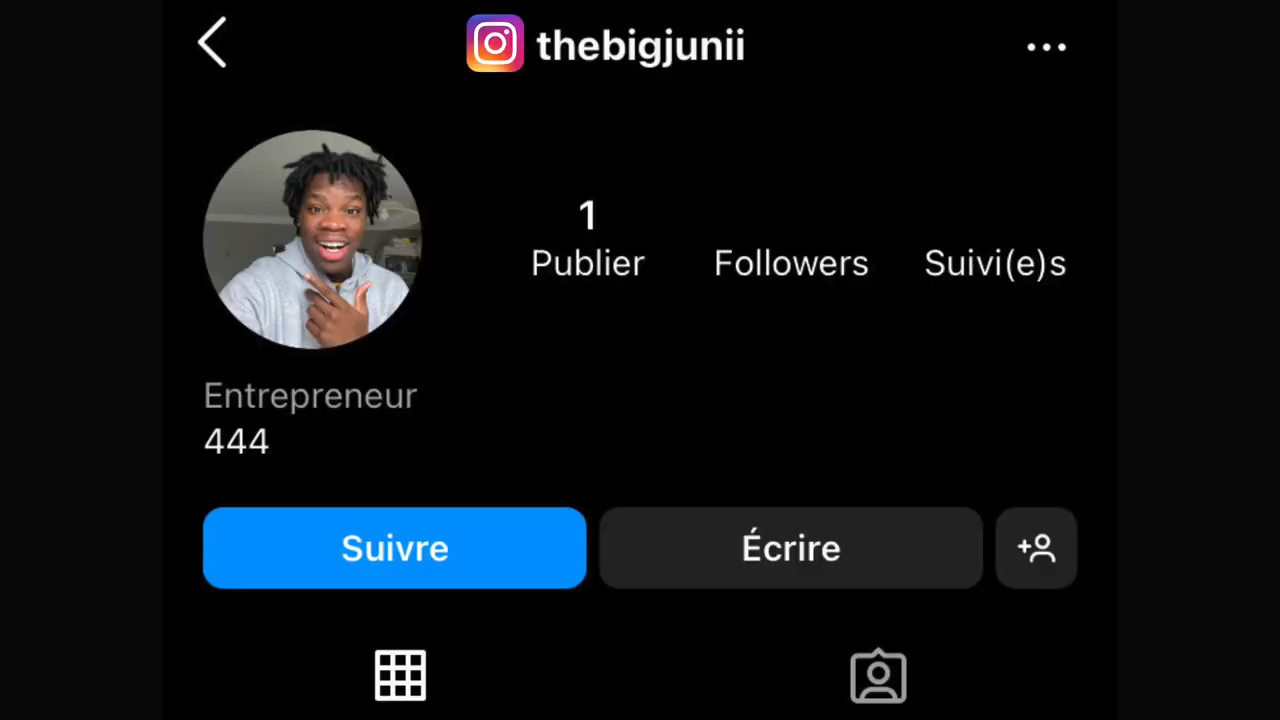 thebigjunii
1
Publier Followers Suivi(e)s
Entrepreneur
444
Suivre Écrire